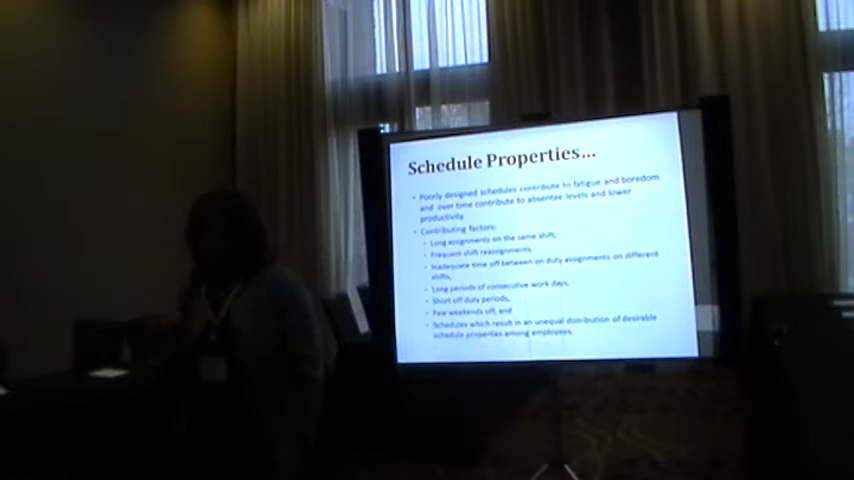 Schedule Properties...
• Poorly designed schedules contribute to fatigue and boredom
and over time contribute to absentee levels and lower
productivity
• Contributing factors:
• Long assignments on the same shift,
• Frequent shift reassignments,
• Inadequate time off between on duty assignments on different
shifts,
• Long periods of consecutive work days,
• Short off duty periods,
• Few weekends off, and
• Schedules which result in an unequal distribution of desirable
schedule properties among employees.